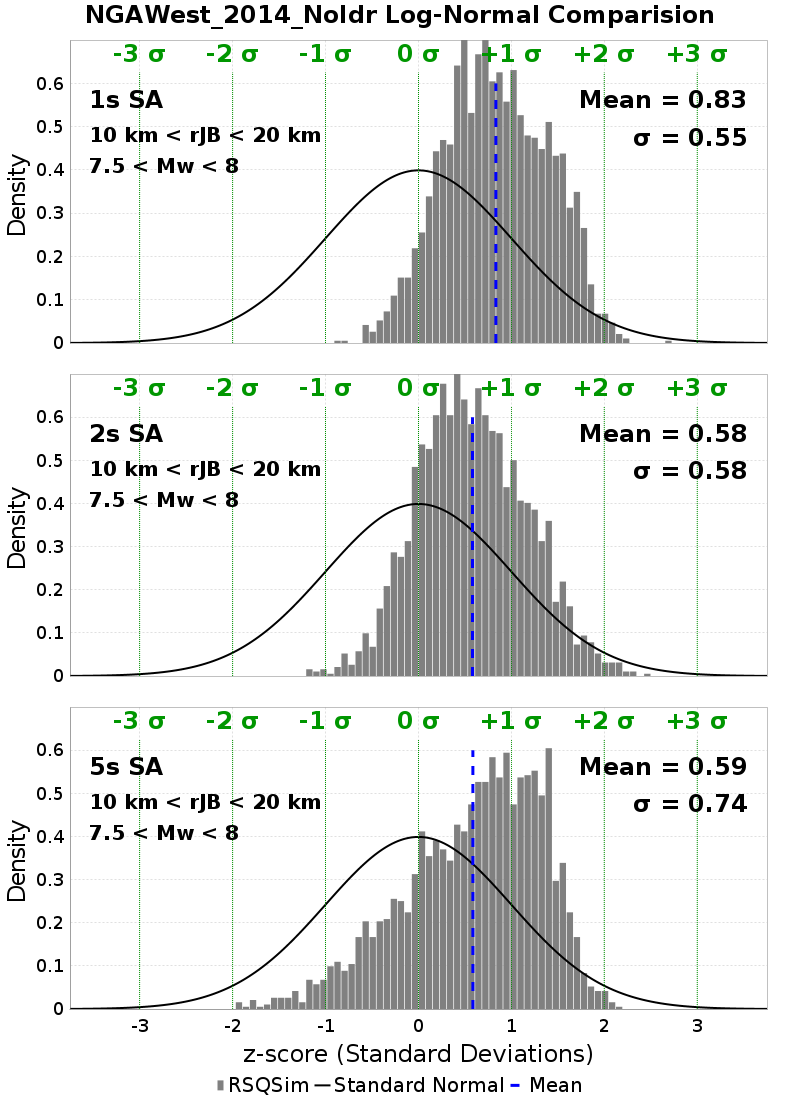 NGAWest_2014_NoIdr Log-Normal Comparision
-3 σ -2 σ -1 σ 0 σ +1 σ +2 σ +3 σ
1s SA Mean = 0.83
10 km < rJB < 20 km σ = 0.55
7.5 < Mw < 8
0.6
0.5
0.4
0.3
0.2
0.1
0
Density
-3 σ -2 σ -1 σ 0 σ +1 σ +2 σ +3 σ
2s SA Mean = 0.58
10 km < rJB < 20 km σ = 0.58
7.5 < Mw < 8
0.6
0.5
0.4
0.3
0.2
0.1
0
Density
-3 σ -2 σ -1 σ 0 σ +1 σ +2 σ +3 σ
5s SA Mean = 0.59
10 km < rJB < 20 km σ = 0.74
7.5 < Mw < 8
0.6
0.5
0.4
0.3
0.2
0.1
0
Density
-3 -2 -1 0 1 2 3
z-score (Standard Deviations)
RSQSim Standard Normal Mean